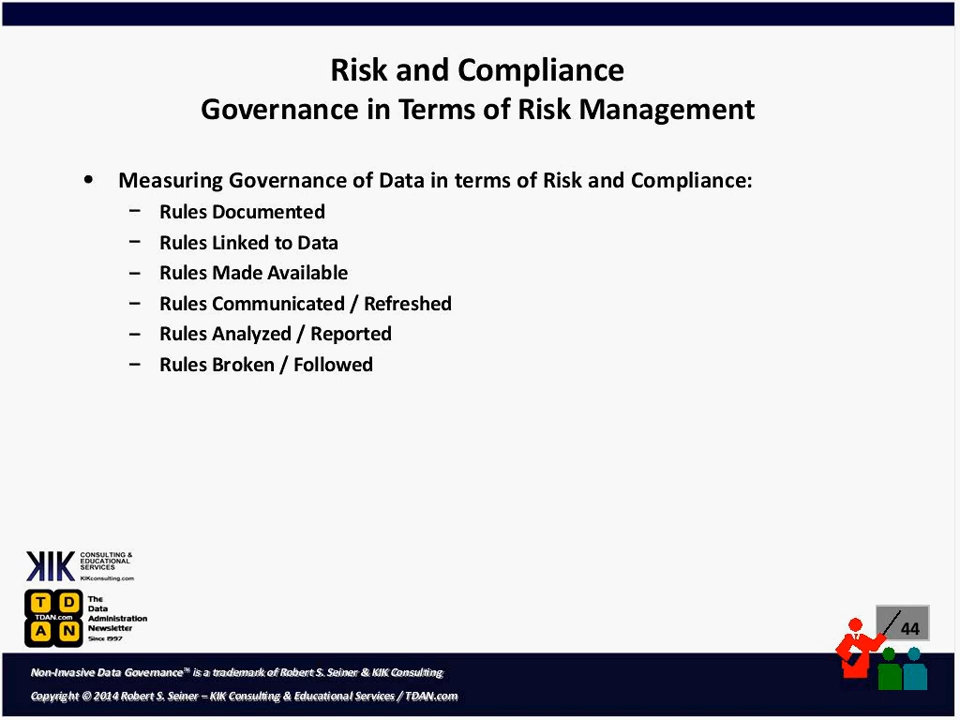 Risk and Compliance
Governance in Terms of Risk Management
• Measuring Governance of Data in terms of Risk and Compliance:
– Rules Documented
– Rules Linked to Data
– Rules Made Available
– Rules Communicated / Refreshed
– Rules Analyzed / Reported
– Rules Broken / Followed
KIK CONSULTING &
EDUCATIONAL
SERVICES
KIKconsulting.com
T D
TDAN.com
A N
The
Data
Administration
Newsletter
Since 1997
44
Non-Invasive Data Governance™ is a trademark of Robert S. Seiner & KIK Consulting
Copyright © 2014 Robert S. Seiner – KIK Consulting & Educational Services / TDAN.com